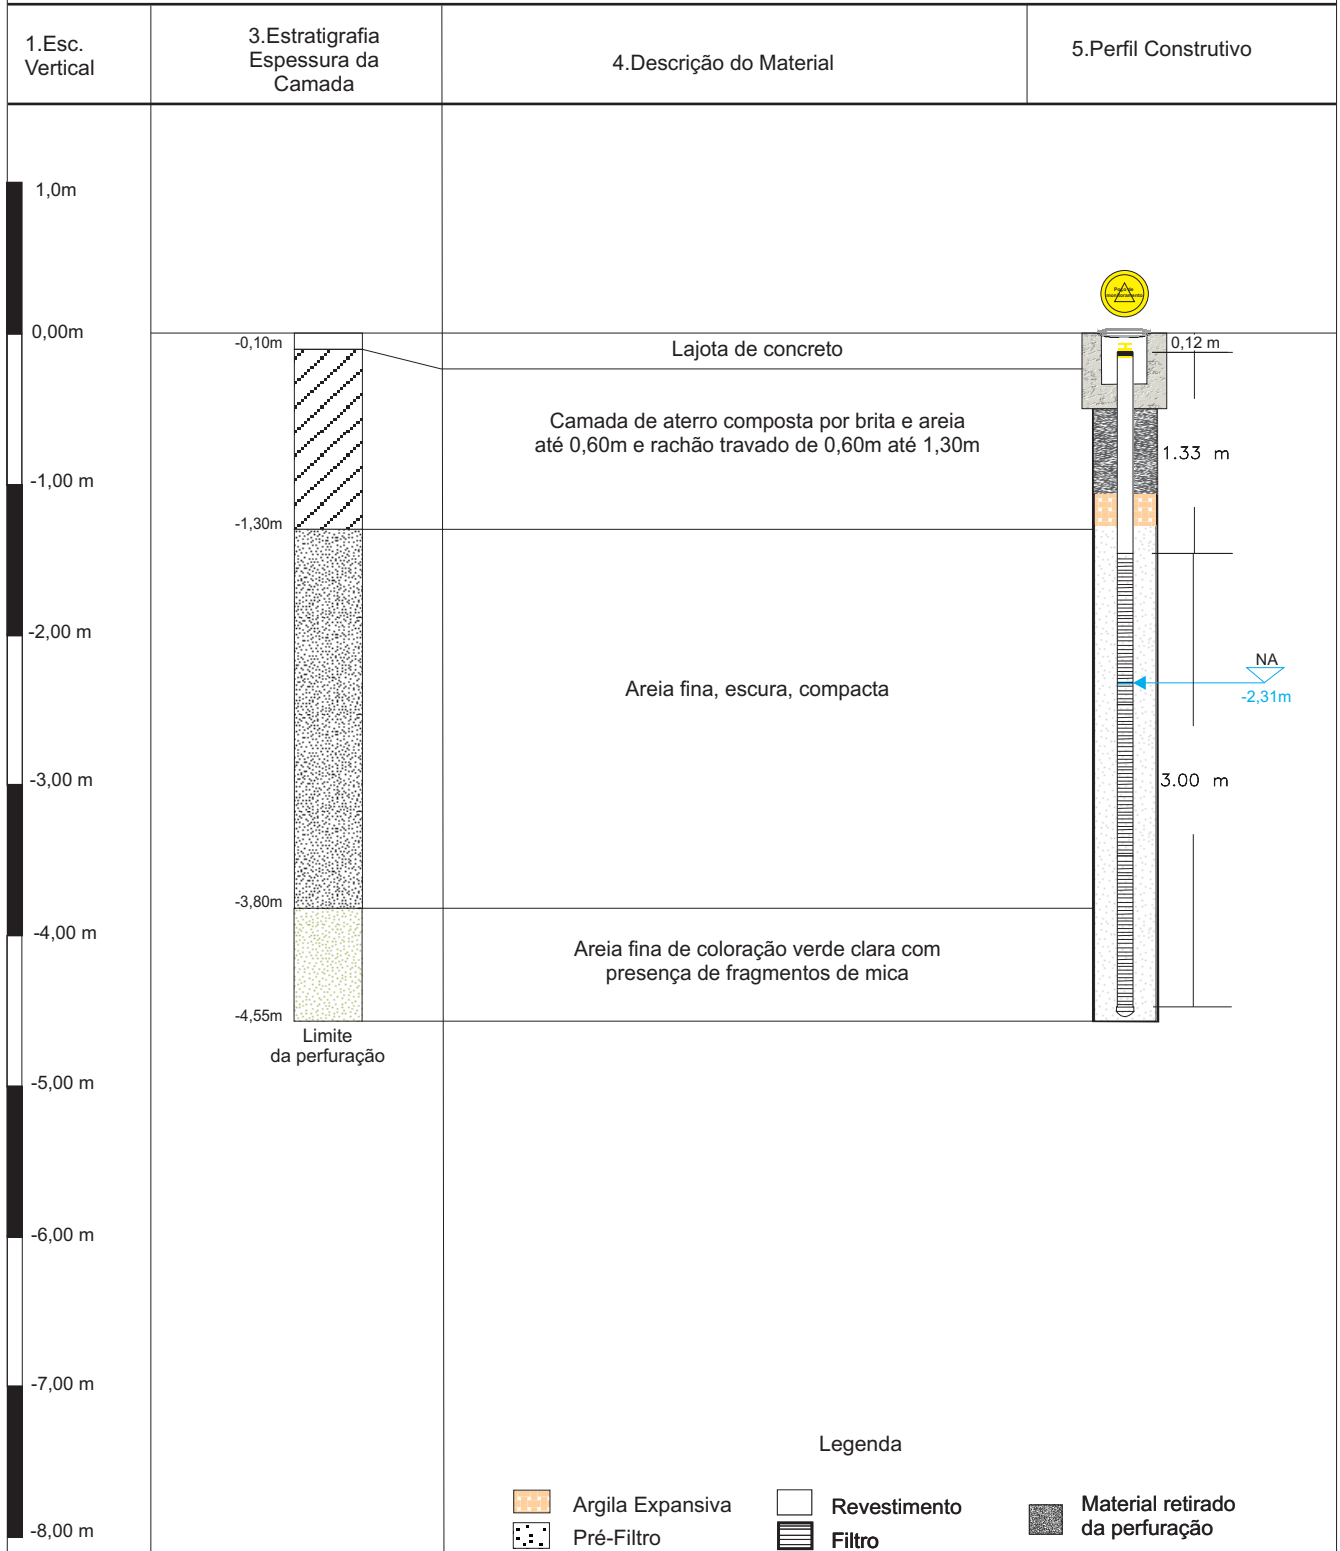 1.Esc.
Vertical
3.Estratigrafia
Espessura da
Camada
4.Descrição do Material
5.Perfil Construtivo
1,0m
Poço de
monitoramento
0,00m
-0,10m
Lajota de concreto
0,12 m
Camada de aterro composta por brita e areia
até 0,60m e rachão travado de 0,60m até 1,30m
1.33 m
-1,00 m
-1,30m
-2,00 m
NA
Areia fina, escura, compacta
-2,31m
-3,00 m
3.00 m
-3,80m
-4,00 m
Areia fina de coloração verde clara com
presença de fragmentos de mica
-4,55m
Limite
da perfuração
-5,00 m
-6,00 m
-7,00 m
Legenda
Argila Expansiva
Revestimento
Material retirado
da perfuração
Pré-Filtro
Filtro
-8,00 m